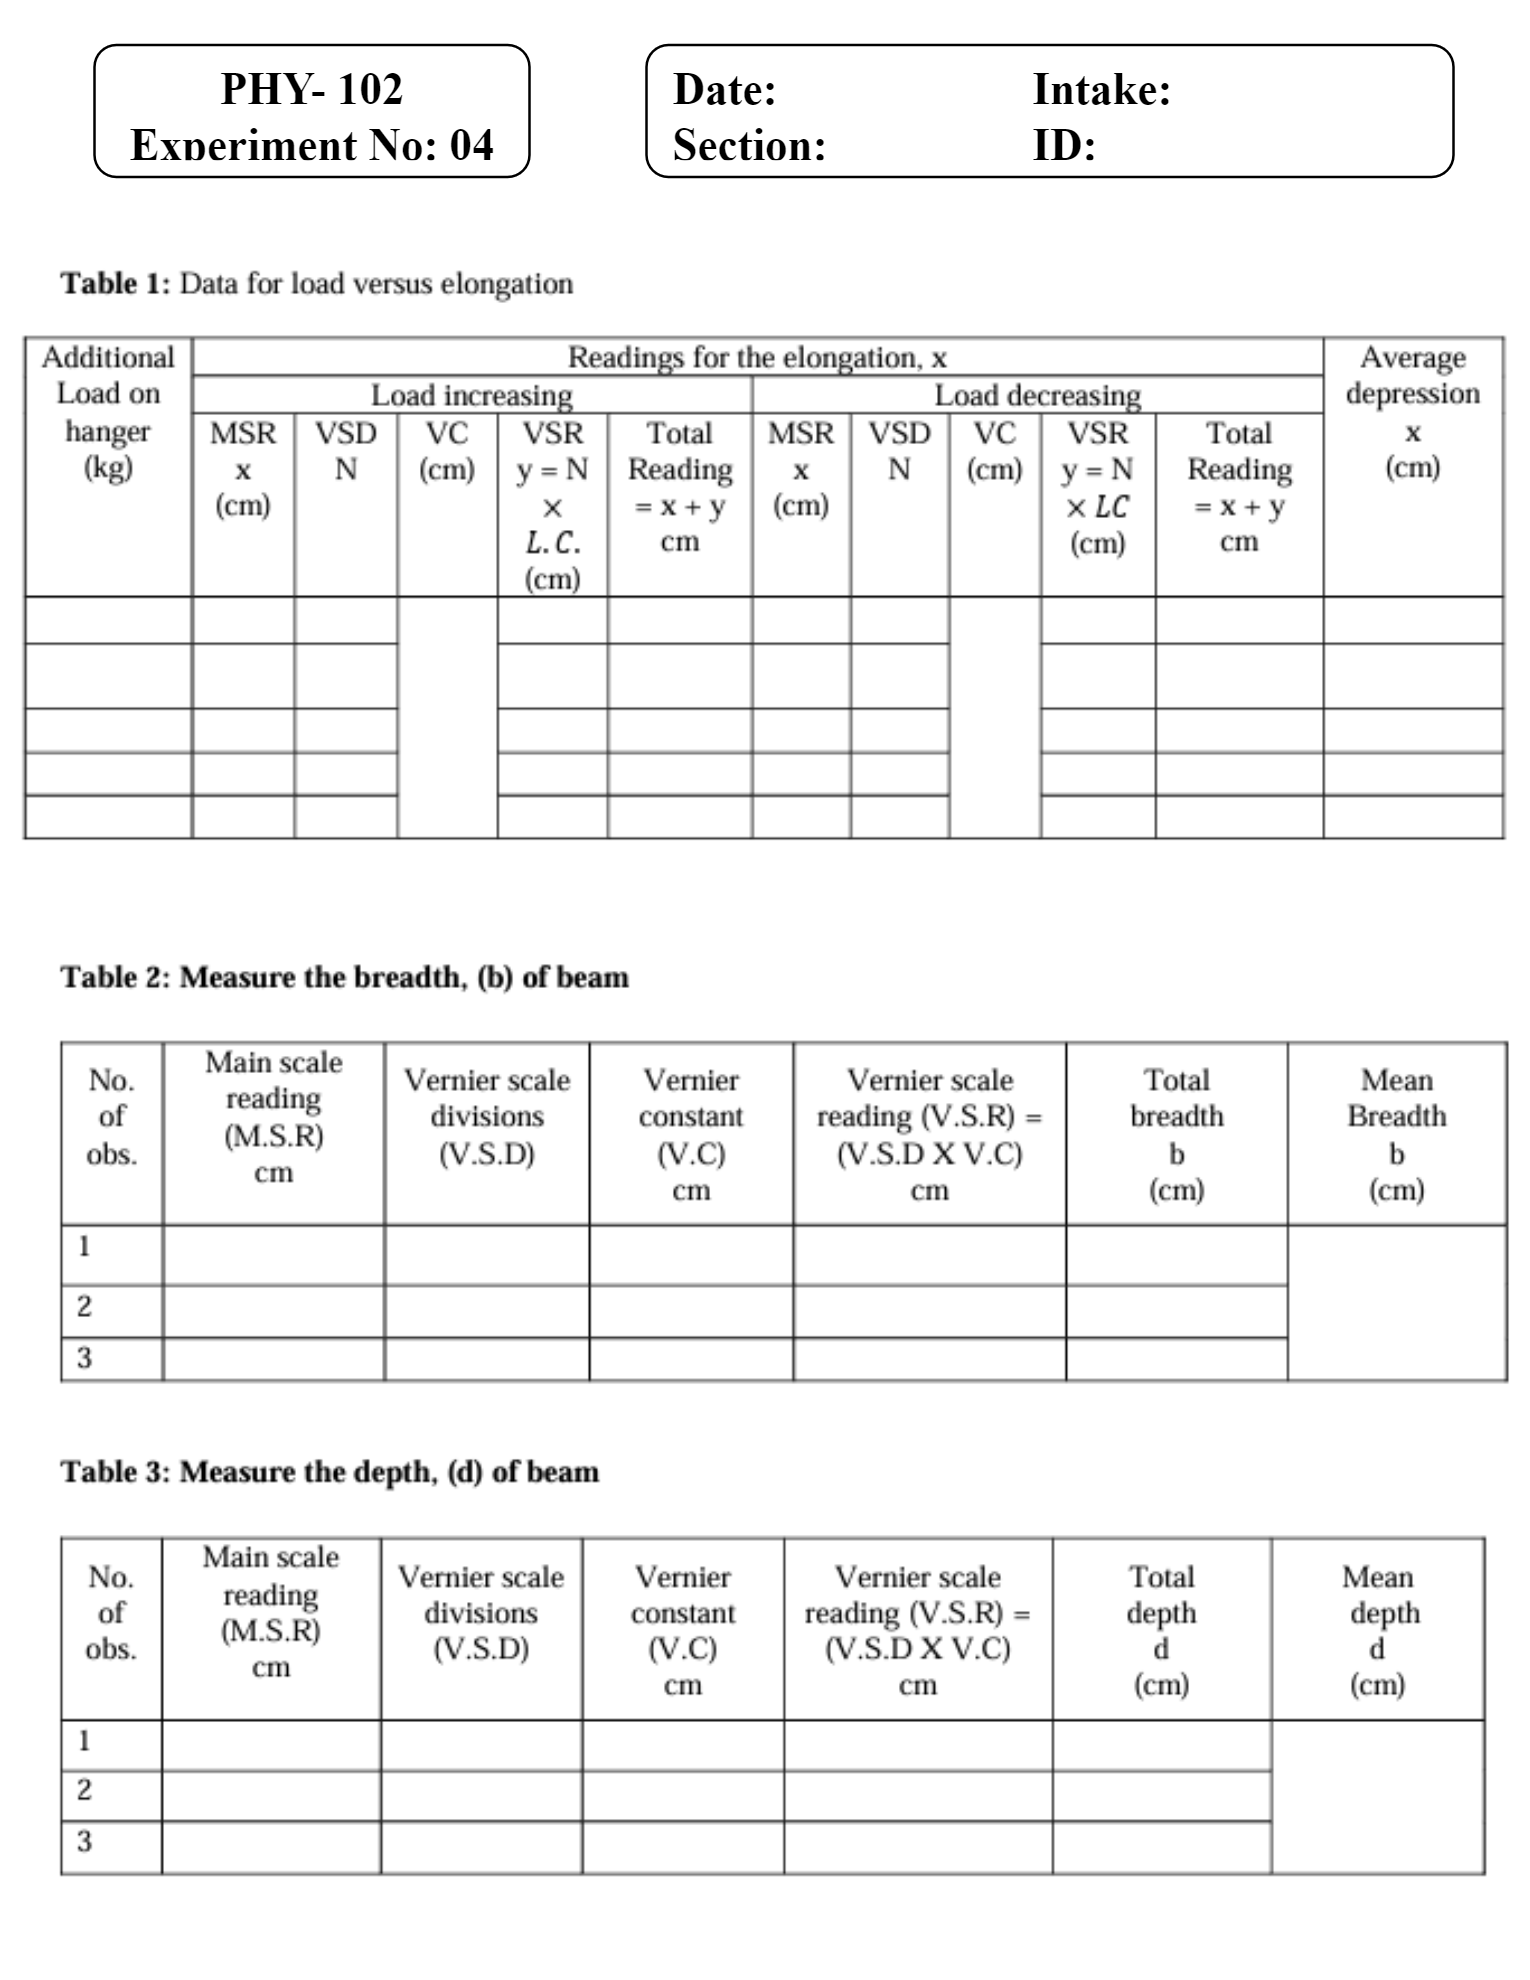 PHY- 102
Experiment No: 04
Date: Intake:
Section: ID:
Table 1: Data for load versus elongation
Additional Load on hanger (kg)
Readings for the elongation, x
Average depression x (cm)
Load increasing
Load decreasing
MSR x (cm)
VSD N
VC (cm)
VSR y = N × L.C. (cm)
Total Reading = x + y cm
MSR x (cm)
VSD N
VC (cm)
VSR y = N × LC (cm)
Total Reading = x + y cm
Table 2: Measure the breadth, (b) of beam
No. of obs.
Main scale reading (M.S.R) cm
Vernier scale divisions (V.S.D)
Vernier constant (V.C) cm
Vernier scale reading (V.S.R) = (V.S.D X V.C) cm
Total breadth b (cm)
Mean Breadth b (cm)
1
2
3
Table 3: Measure the depth, (d) of beam
No. of obs.
Main scale reading (M.S.R) cm
Vernier scale divisions (V.S.D)
Vernier constant (V.C) cm
Vernier scale reading (V.S.R) = (V.S.D X V.C) cm
Total depth d (cm)
Mean depth d (cm)
1
2
3